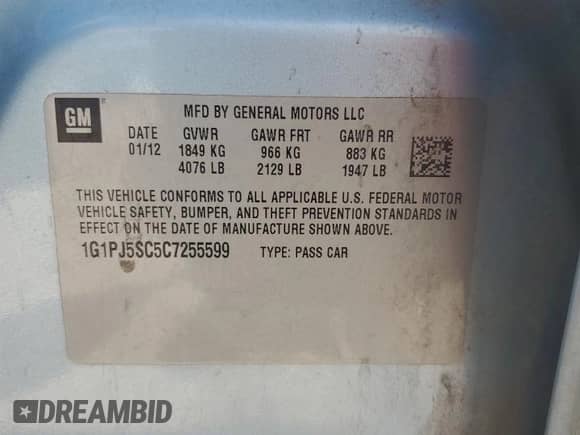 GM
MFD BY GENERAL MOTORS LLC
DATE GVWR GAWR FRT GAWR RR
01/12 1849 KG 966 KG 883 KG
4076 LB 2129 LB 1947 LB
THIS VEHICLE CONFORMS TO ALL APPLICABLE U.S. FEDERAL MOTOR
VEHICLE SAFETY, BUMPER, AND THEFT PREVENTION STANDARDS IN
EFFECT ON THE DATE OF MANUFACTURE SHOWN ABOVE.
1G1PJ5SC5C7255599 TYPE: PASS CAR
DREAMBID